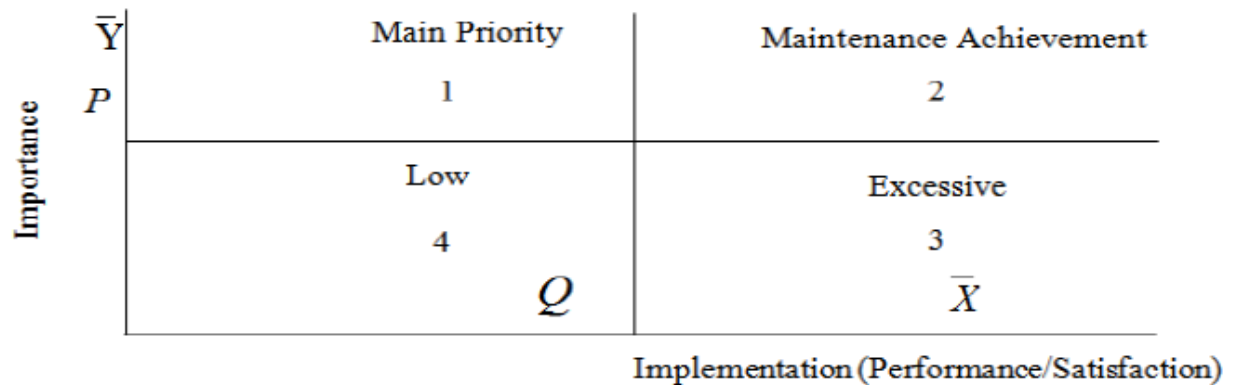 Ȳ
Main Priority
Maintenance Achievement
P
1
2
Importance
Low
Excessive
4
3
Q
X̄
Implementation (Performance/Satisfaction)